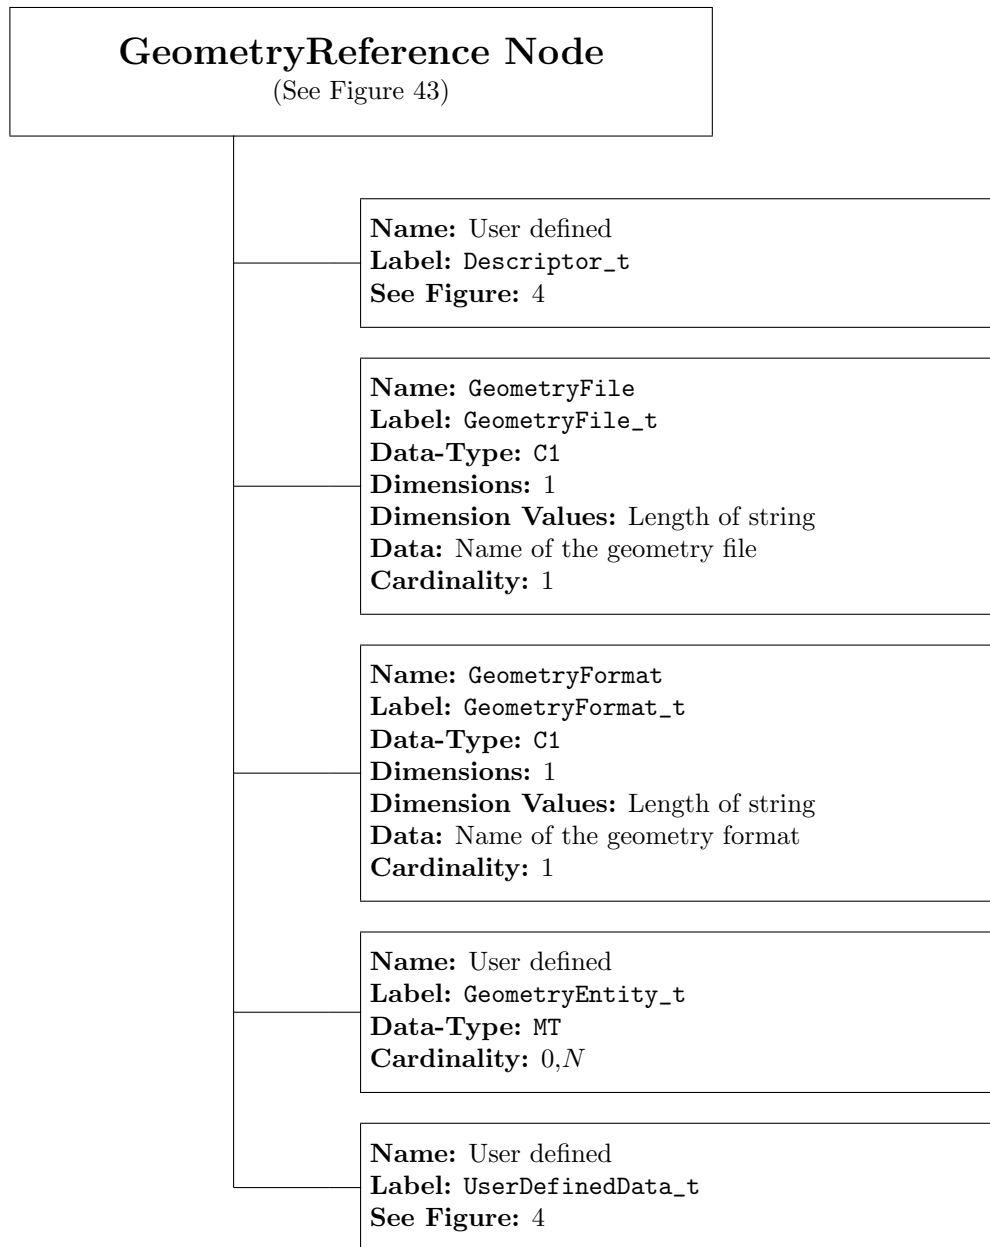 GeometryReference Node
(See Figure 43)
Name: User defined
Label: Descriptor_t
See Figure: 4
Name: GeometryFile
Label: GeometryFile_t
Data-Type: C1
Dimensions: 1
Dimension Values: Length of string
Data: Name of the geometry file
Cardinality: 1
Name: GeometryFormat
Label: GeometryFormat_t
Data-Type: C1
Dimensions: 1
Dimension Values: Length of string
Data: Name of the geometry format
Cardinality: 1
Name: User defined
Label: GeometryEntity_t
Data-Type: MT
Cardinality: 0,N
Name: User defined
Label: UserDefinedData_t
See Figure: 4